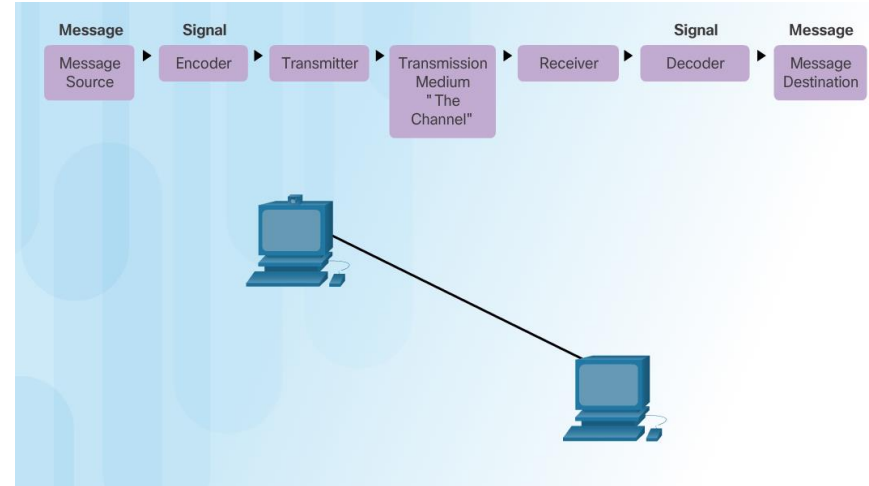 Message
Signal
Signal
Message
Message
Source
Encoder
Transmitter
Transmission
Medium
"The
Channel"
Receiver
Decoder
Message
Destination